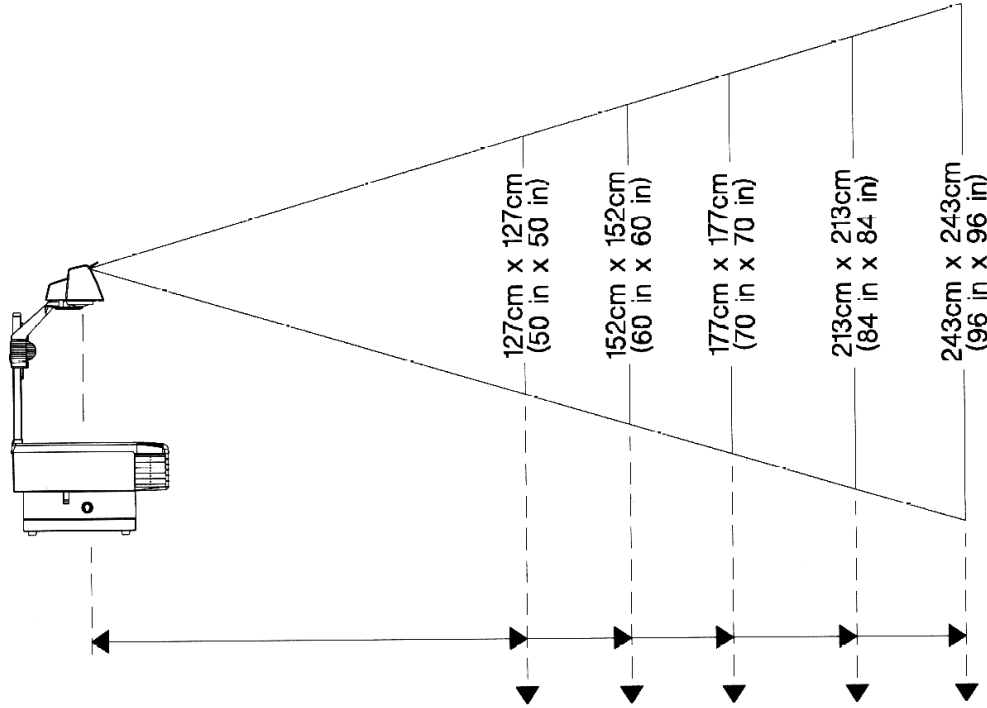 127cm x 127cm
(50 in x 50 in)
152cm x 152cm
(60 in x 60 in)
177cm x 177cm
(70 in x 70 in)
213cm x 213cm
(84 in x 84 in)
243cm x 243cm
(96 in x 96 in)